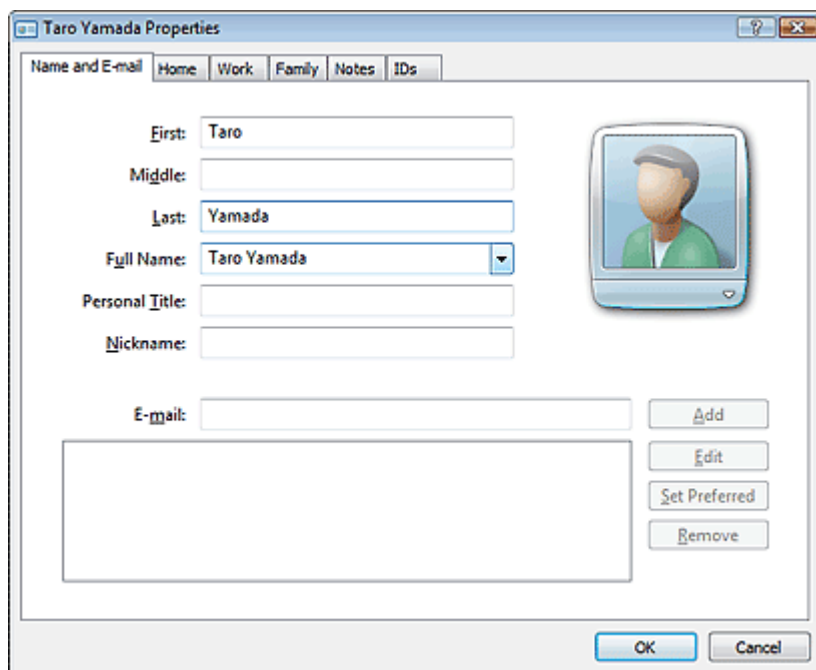 Taro Yamada Properties
Name and E-mail Home Work Family Notes IDs
First: Taro
Middle:
Last: Yamada
Full Name: Taro Yamada
Personal Title:
Nickname:
E-mail: Add
Edit
Set Preferred
Remove
OK Cancel